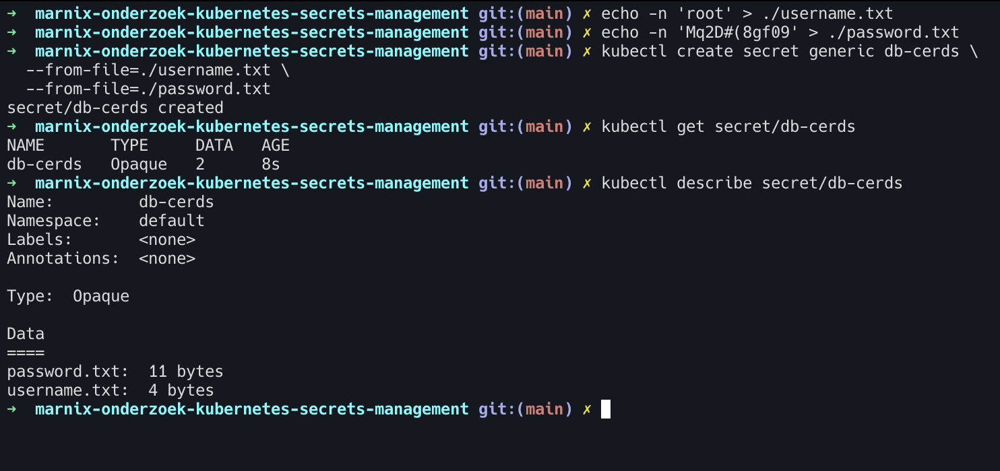 ➜  marnix-onderzoek-kubernetes-secrets-management git:(main) ✗ echo -n 'root' > ./username.txt
➜  marnix-onderzoek-kubernetes-secrets-management git:(main) ✗ echo -n 'Mq2D#(8gf09' > ./password.txt
➜  marnix-onderzoek-kubernetes-secrets-management git:(main) ✗ kubectl create secret generic db-cerds \
  --from-file=./username.txt \
  --from-file=./password.txt
secret/db-cerds created
➜  marnix-onderzoek-kubernetes-secrets-management git:(main) ✗ kubectl get secret/db-cerds
NAME       TYPE     DATA   AGE
db-cerds   Opaque   2      8s
➜  marnix-onderzoek-kubernetes-secrets-management git:(main) ✗ kubectl describe secret/db-cerds
Name:         db-cerds
Namespace:    default
Labels:       <none>
Annotations:  <none>

Type:  Opaque

Data
====
password.txt:  11 bytes
username.txt:  4 bytes
➜  marnix-onderzoek-kubernetes-secrets-management git:(main) ✗